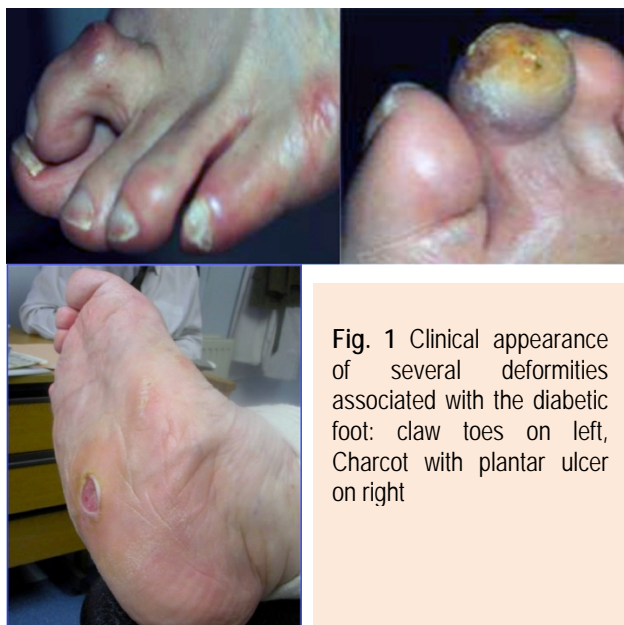 Fig. 1 Clinical appearance
of several deformities
associated with the diabetic
foot: claw toes on left,
Charcot with plantar ulcer
on right